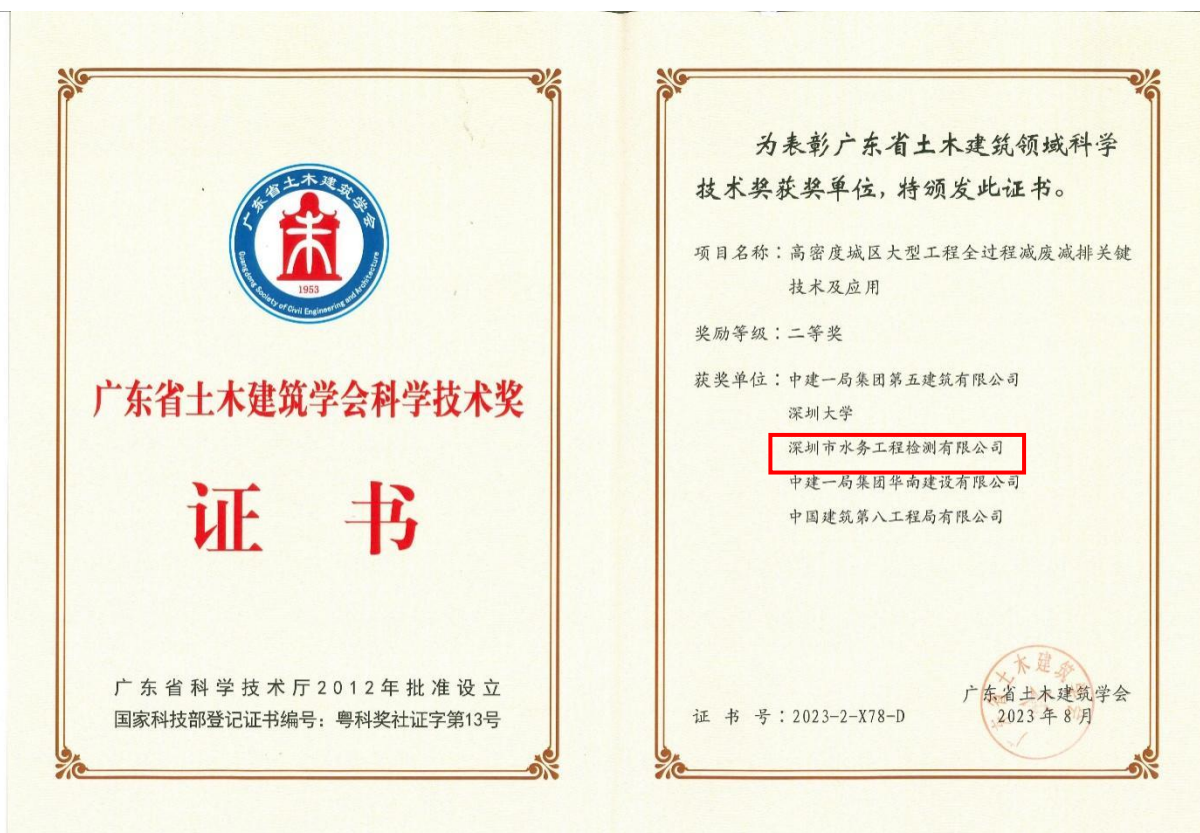 广东省土木建筑学会
1953
Guangdong Society of Civil Engineering and Architecture
广东省土木建筑学会科学技术奖
证 书
广东省科学技术厅2012年批准设立
国家科技部登记证书编号：粤科奖社证字第13号
为表彰广东省土木建筑领域科学
技术奖获奖单位，特颁发此证书。
项目名称：高密度城区大型工程全过程减废减排关键
技术及应用
奖励等级：二等奖
获奖单位：中建一局集团第五建筑有限公司
深圳大学
深圳市水务工程检测有限公司
中建一局集团华南建设有限公司
中国建筑第八工程局有限公司
广东省土木建筑学会
证 书 号：2023-2-X78-D
2023年8月